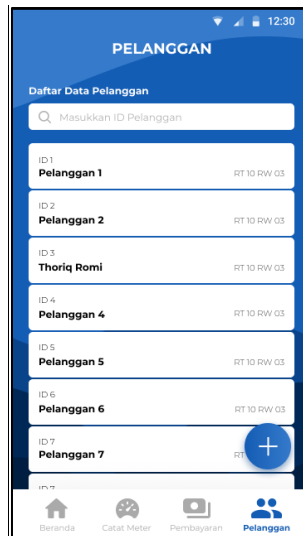 12:30
PELANGGAN
Daftar Data Pelanggan
Masukkan ID Pelanggan
ID 1
Pelanggan 1
RT 10 RW 03
ID 2
Pelanggan 2
RT 10 RW 03
ID 3
Thoriq Romi
RT 10 RW 03
ID 4
Pelanggan 4
RT 10 RW 03
ID 5
Pelanggan 5
RT 10 RW 03
ID 6
Pelanggan 6
RT 10 RW 03
ID 7
Pelanggan 7
RT
ID 7
Beranda Catat Meter Pembayaran Pelanggan